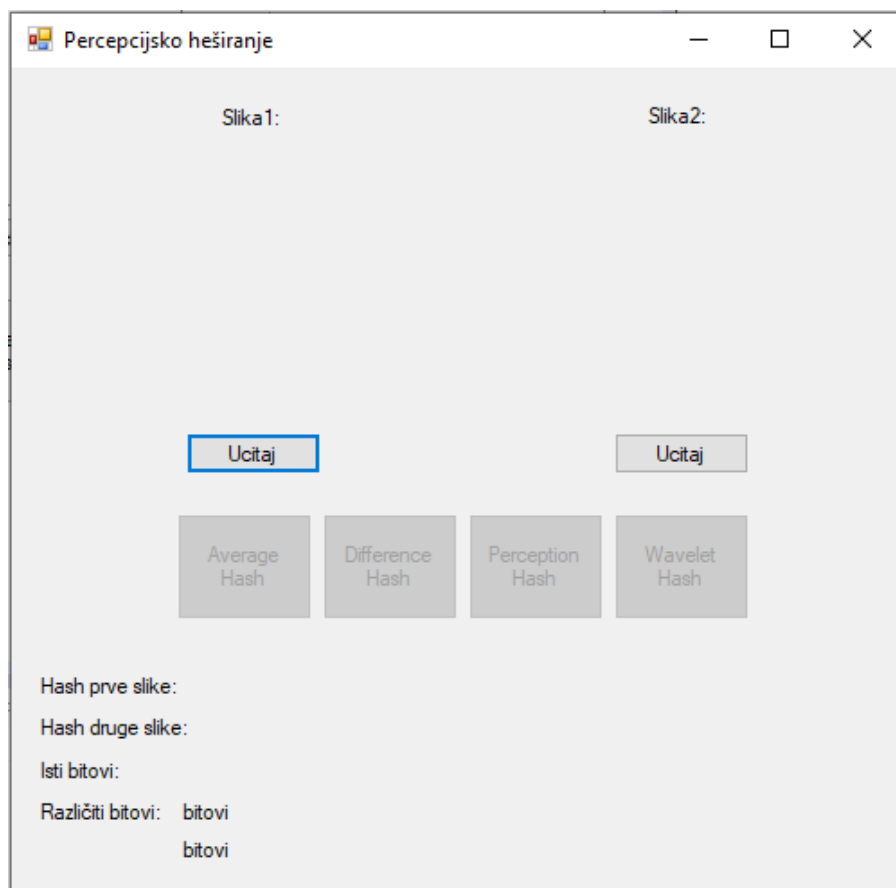 Percepcijsko heširanje
Slika1:
Slika2:
Ucitaj
Ucitaj
Average
Hash
Difference
Hash
Perception
Hash
Wavelet
Hash
Hash prve slike:
Hash druge slike:
Isti bitovi:
Različiti bitovi: bitovi
bitovi